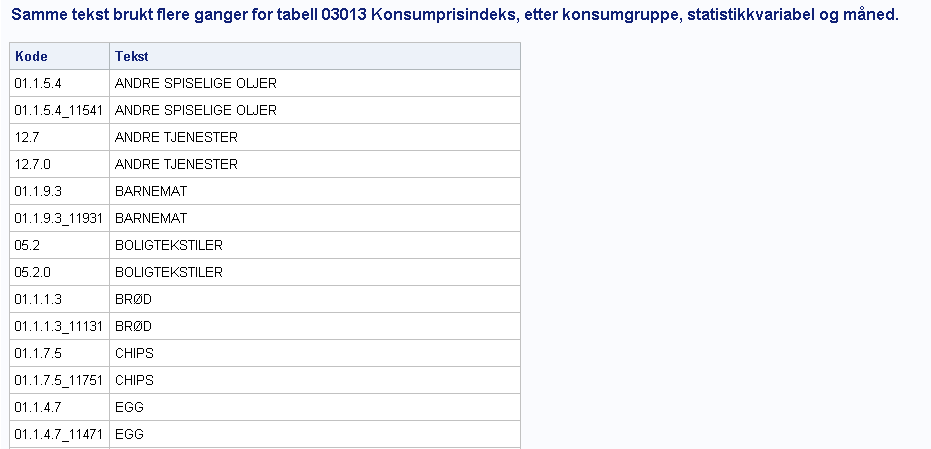 Samme tekst brukt flere ganger for tabell 03013 Konsumprisindeks, etter konsumgruppe, statistikkvariabel og måned.
Kode Tekst
01.1.5.4 ANDRE SPISELIGE OLJER
01.1.5.4_11541 ANDRE SPISELIGE OLJER
12.7 ANDRE TJENESTER
12.7.0 ANDRE TJENESTER
01.1.9.3 BARNEMAT
01.1.9.3_11931 BARNEMAT
05.2 BOLIGTEKSTILER
05.2.0 BOLIGTEKSTILER
01.1.1.3 BRØD
01.1.1.3_11131 BRØD
01.1.7.5 CHIPS
01.1.7.5_11751 CHIPS
01.1.4.7 EGG
01.1.4.7_11471 EGG